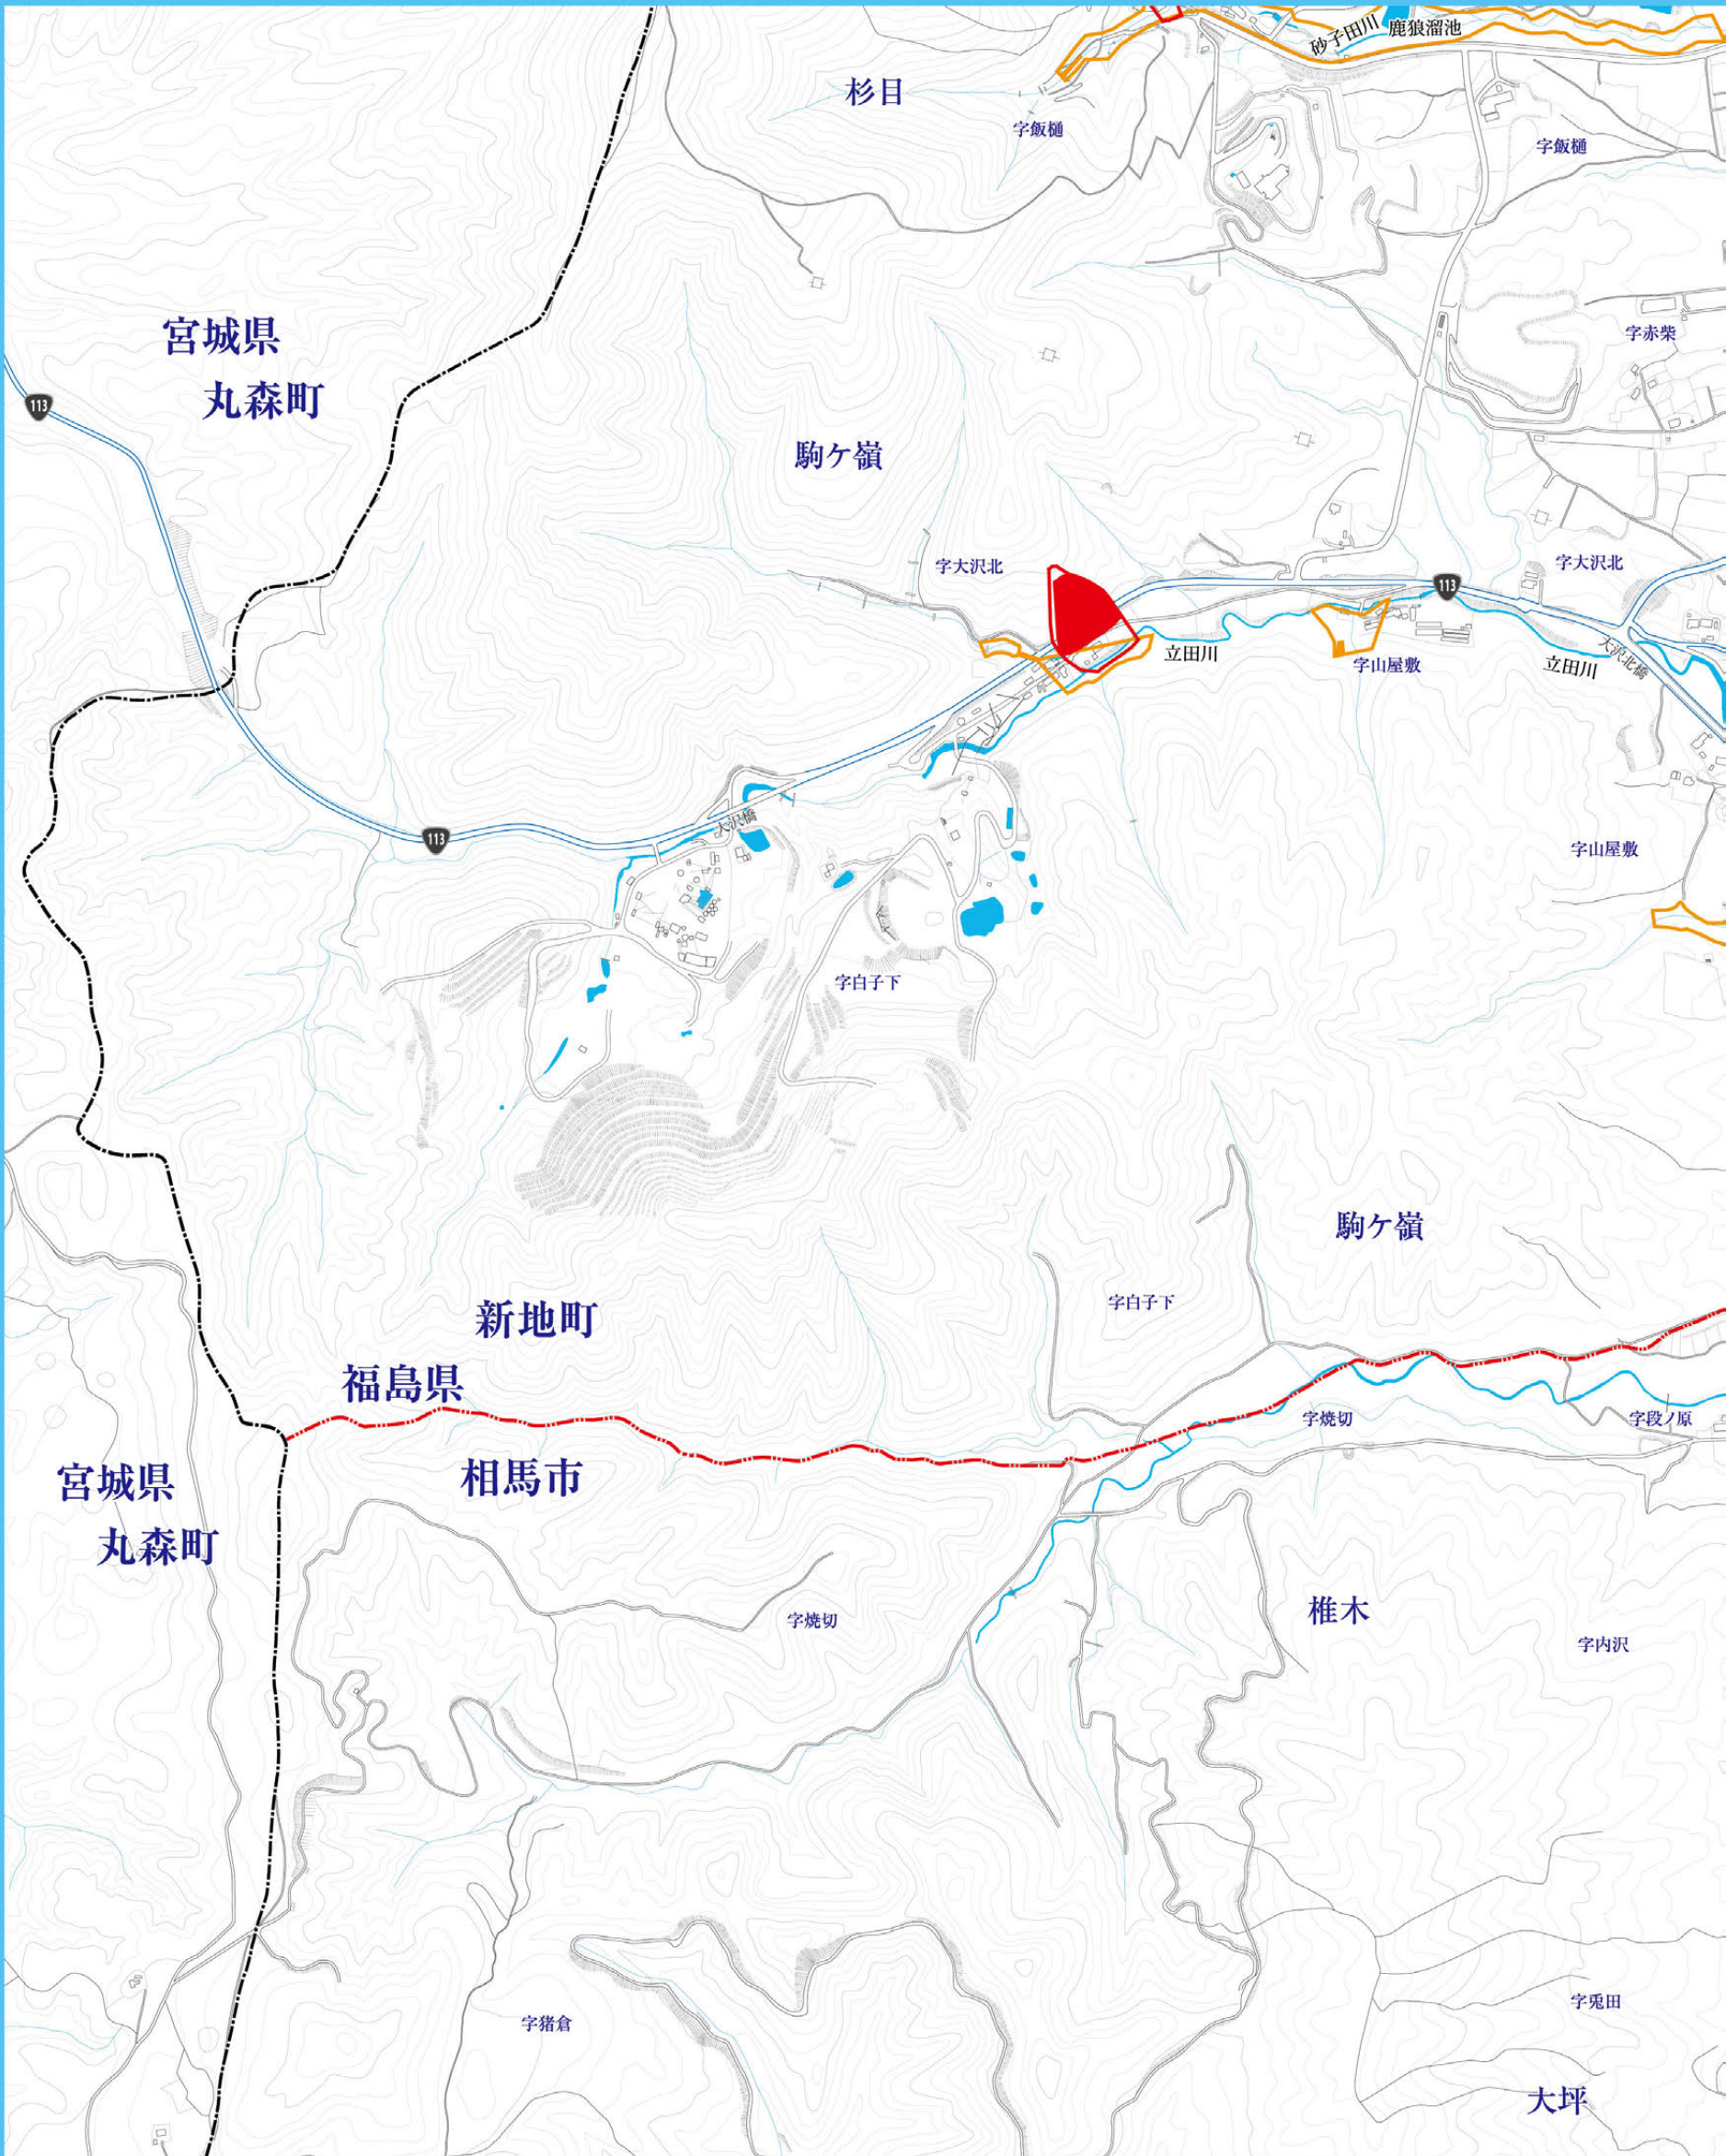 砂子田川
鹿狼溜池
杉目
字飯樋
字飯樋
宮城県
丸森町
字赤柴
113
駒ケ嶺
字大沢北
字大沢北
113
立田川
字山屋敷
立田川
大沢北橋
大沢橋
113
字山屋敷
字白子下
駒ケ嶺
字白子下
新地町
福島県
字焼切
字段ノ原
相馬市
宮城県
丸森町
字焼切
椎木
字内沢
字兎田
字猪倉
大坪